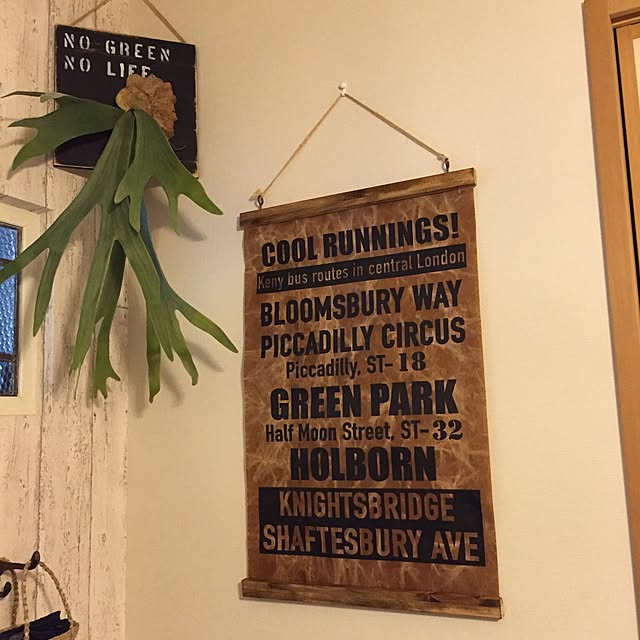 NO GREEN
NO LIFE
COOL RUNNINGS!
Keny bus routes in central London
BLOOMSBURY WAY
PICCADILLY CIRCUS
Piccadilly, ST-18
GREEN PARK
Half Moon Street, ST-32
HOLBORN
KNIGHTSBRIDGE
SHAFTESBURY AVE